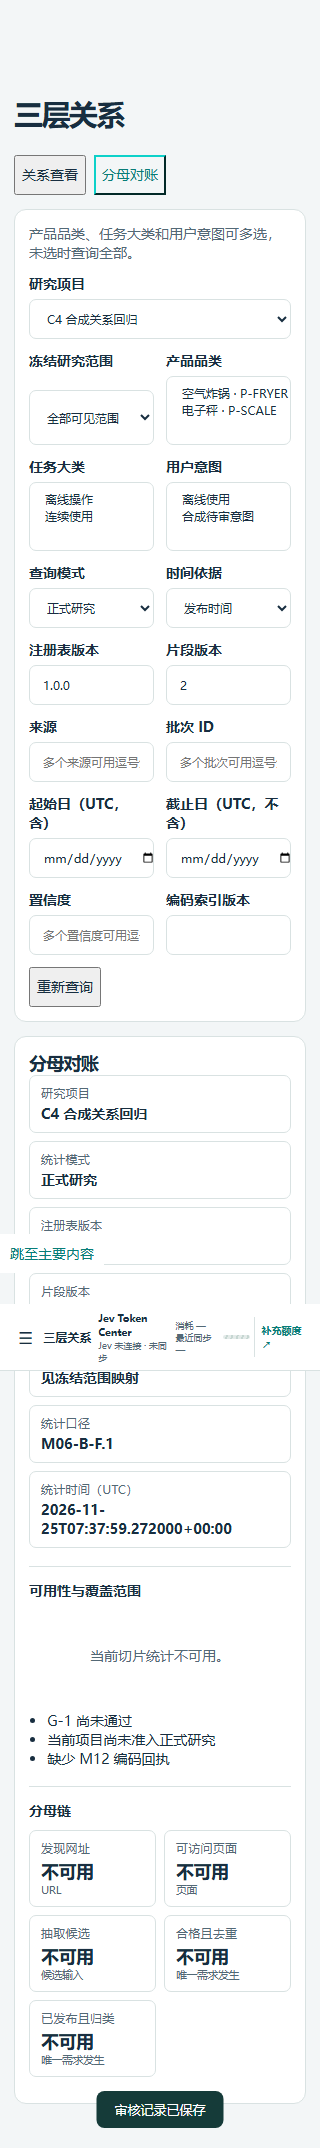 三层关系
关系查看
分母对账
产品品类、任务大类和用户意图可多选，
未选时查询全部。
研究项目
C4 合成关系回归
冻结研究范围
产品品类
全部可见范围
空气炸锅 · P-FRYER
电子秤 · P-SCALE
任务大类
用户意图
离线操作
连续使用
离线使用
合成待审意图
查询模式
时间依据
正式研究
发布时间
注册表版本
片段版本
1.0.0
2
来源
批次 ID
多个来源可用逗号
多个批次可用逗号
起始日（UTC，
含）
截止日（UTC，不
含）
mm/dd/yyyy
mm/dd/yyyy
置信度
编码索引版本
多个置信度可用逗
重新查询
分母对账
研究项目
C4 合成关系回归
统计模式
正式研究
注册表版本
跳至主要内容
片段版本
☰
三层关系
Jev Token
Center
Jev 未连接 · 未同
步
消耗 —
最近同步
—
补充额度
↗
见冻结范围映射
统计口径
M06-B-F.1
统计时间（UTC）
2026-11-
25T07:37:59.272000+00:00
可用性与覆盖范围
当前切片统计不可用。
• G-1 尚未通过
• 当前项目尚未准入正式研究
• 缺少 M12 编码回执
分母链
发现网址
不可用
URL
可访问页面
不可用
页面
抽取候选
不可用
候选输入
合格且去重
不可用
唯一需求发生
已发布且归类
不可用
唯一需求发生
审核记录已保存